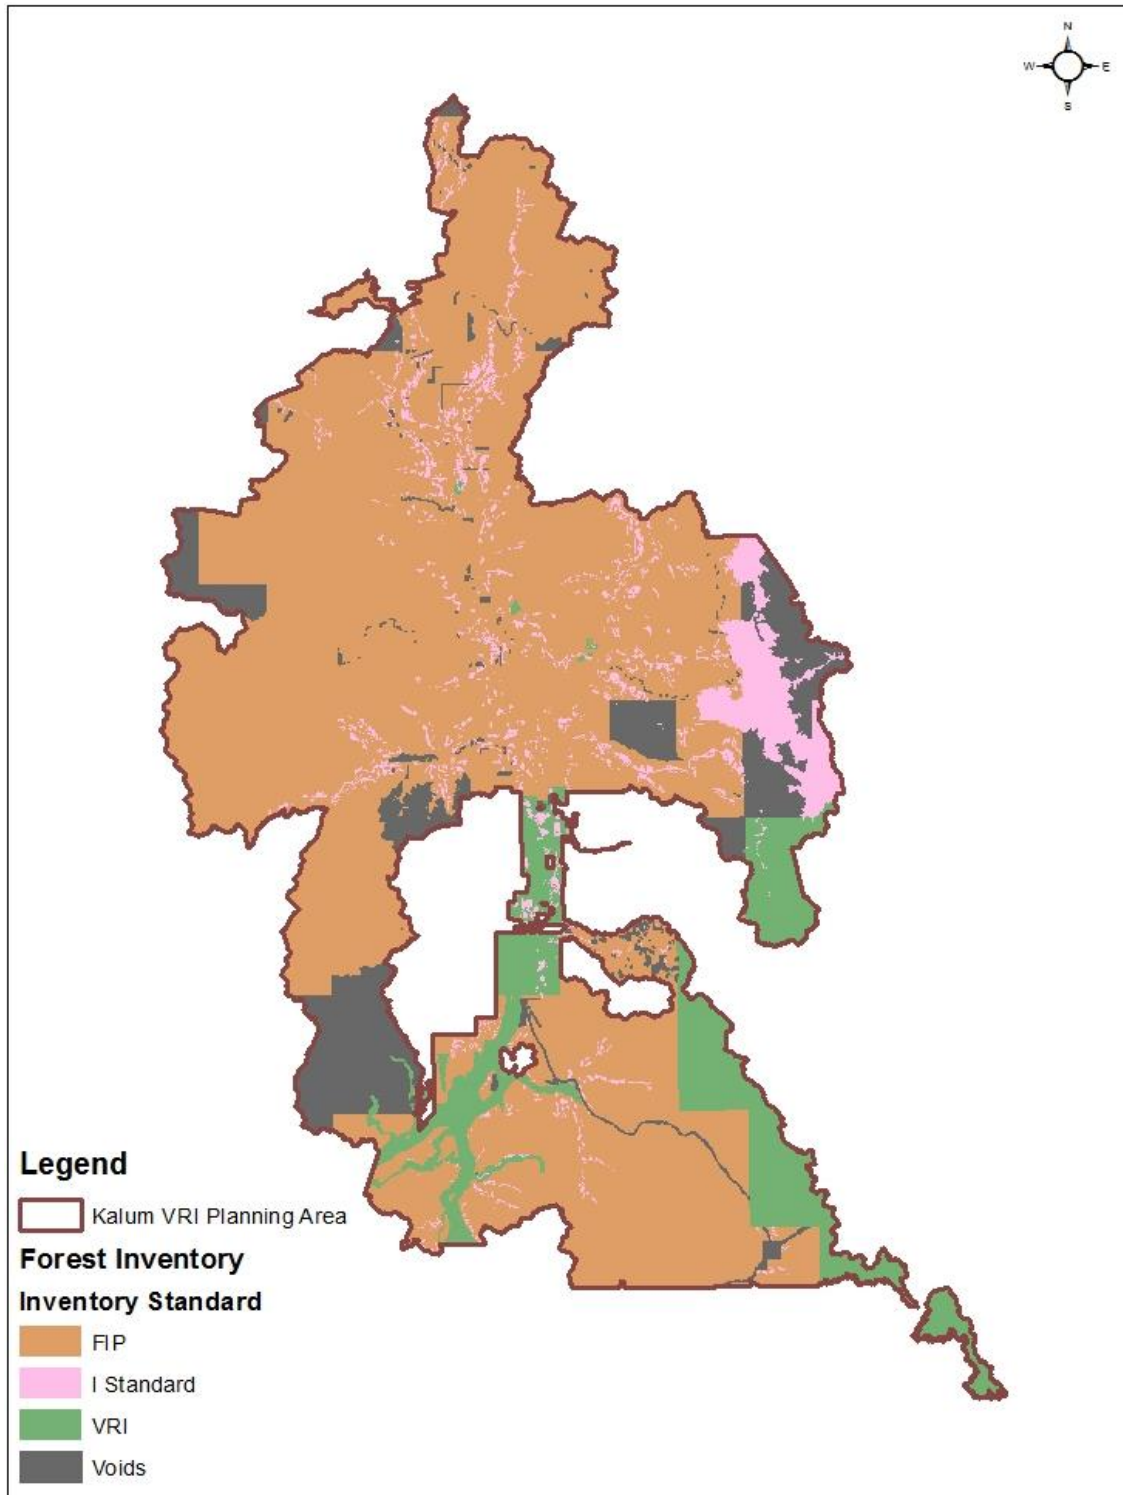 N
W E
S
Legend
Kalum VRI Planning Area
Forest Inventory
Inventory Standard
FIP
I Standard
VRI
Voids